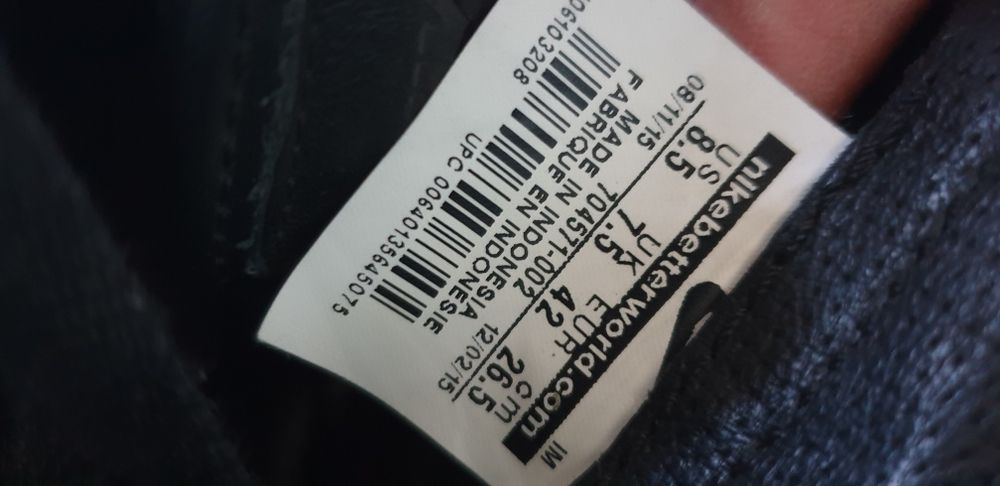 nikebetterworld.com
IM
US UK EUR cm
8.5 7.5 42 26.5
08/11/15 704571-002 12/02/15
MADE IN INDONESIA
FABRIQUE EN INDONESIE
UPC 00640135645075